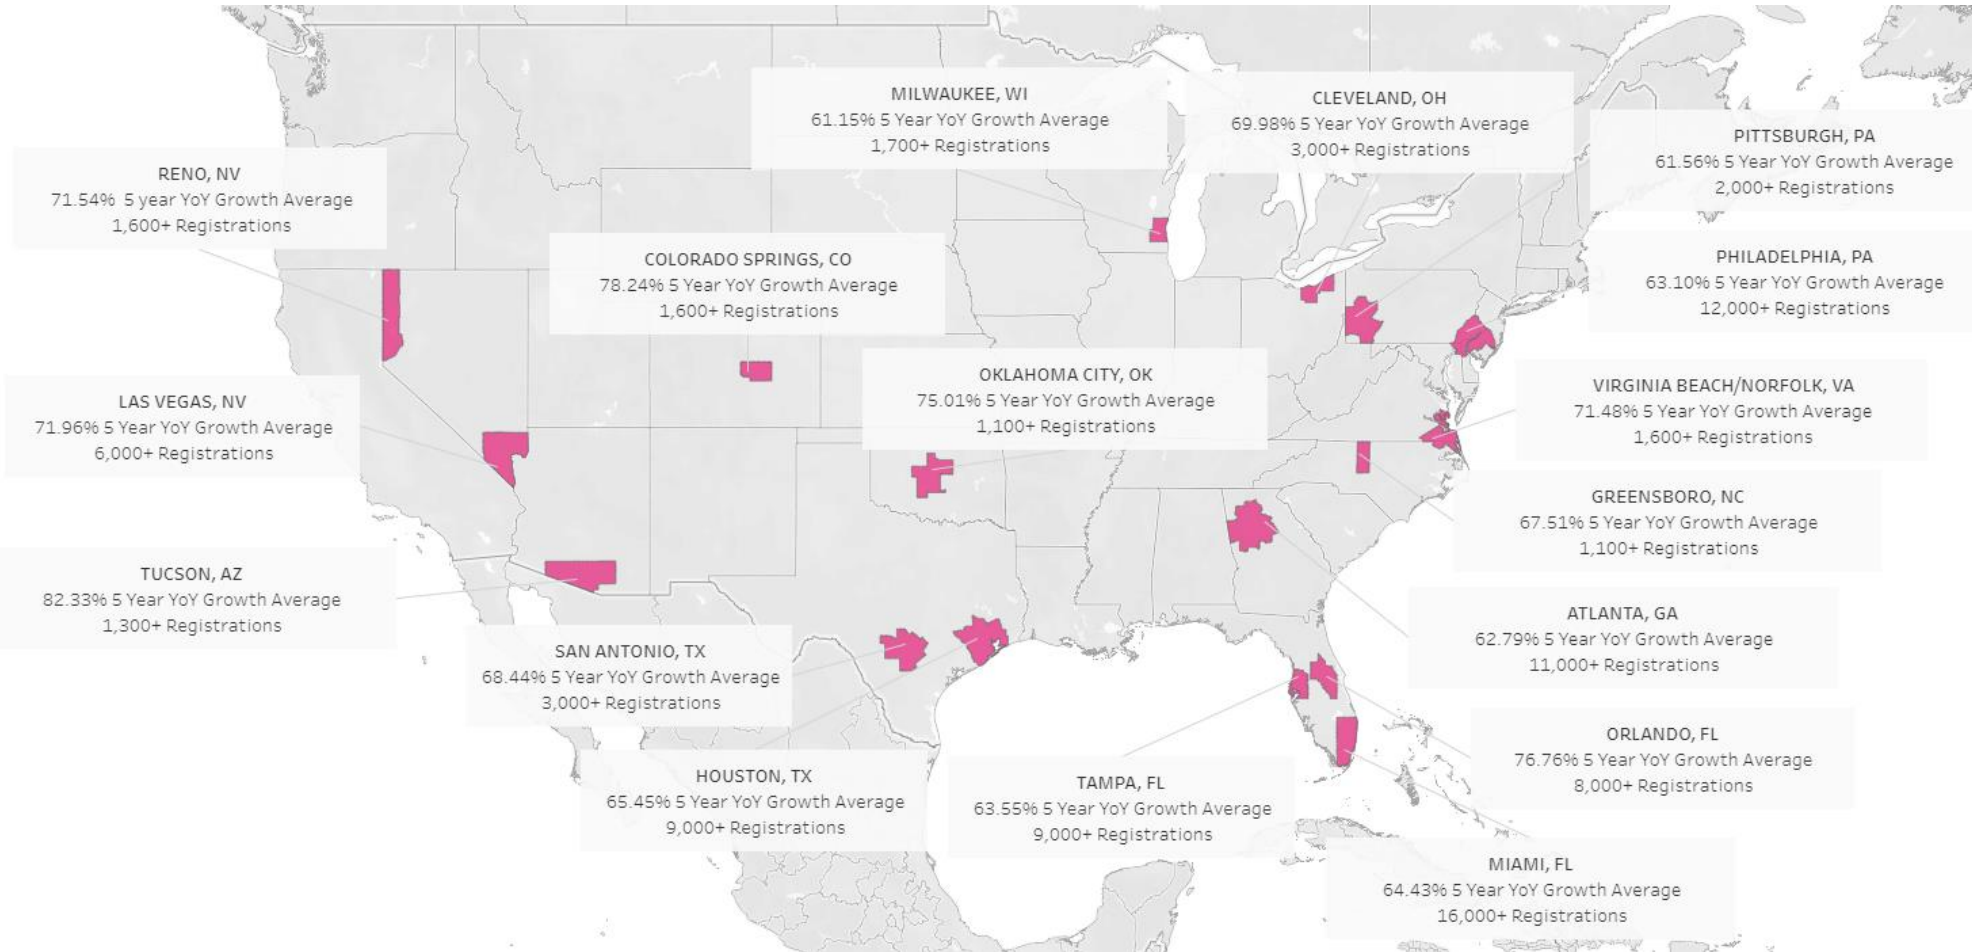 MILWAUKEE, WI
61.15% 5 Year YoY Growth Average
1,700+ Registrations
CLEVELAND, OH
69.98% 5 Year YoY Growth Average
3,000+ Registrations
PITTSBURGH, PA
61.56% 5 Year YoY Growth Average
2,000+ Registrations
RENO, NV
71.54% 5 year YoY Growth Average
1,600+ Registrations
COLORADO SPRINGS, CO
78.24% 5 Year YoY Growth Average
1,600+ Registrations
PHILADELPHIA, PA
63.10% 5 Year YoY Growth Average
12,000+ Registrations
OKLAHOMA CITY, OK
75.01% 5 Year YoY Growth Average
1,100+ Registrations
VIRGINIA BEACH/NORFOLK, VA
71.48% 5 Year YoY Growth Average
1,600+ Registrations
LAS VEGAS, NV
71.96% 5 Year YoY Growth Average
6,000+ Registrations
GREENSBORO, NC
67.51% 5 Year YoY Growth Average
1,100+ Registrations
TUCSON, AZ
82.33% 5 Year YoY Growth Average
1,300+ Registrations
ATLANTA, GA
62.79% 5 Year YoY Growth Average
11,000+ Registrations
SAN ANTONIO, TX
68.44% 5 Year YoY Growth Average
3,000+ Registrations
ORLANDO, FL
76.76% 5 Year YoY Growth Average
8,000+ Registrations
HOUSTON, TX
65.45% 5 Year YoY Growth Average
9,000+ Registrations
TAMPA, FL
63.55% 5 Year YoY Growth Average
9,000+ Registrations
MIAMI, FL
64.43% 5 Year YoY Growth Average
16,000+ Registrations